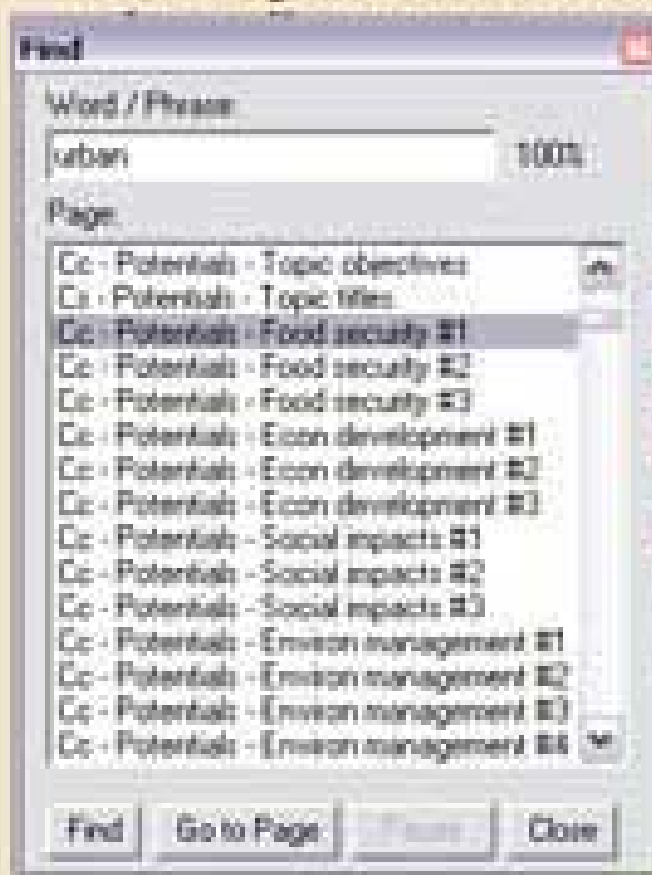 Find
Word / Phrase:
urban
100%
Page:
Cc - Potentials - Topic objectives
Cc - Potentials - Topic titles
Cc - Potentials - Food security #1
Cc - Potentials - Food security #2
Cc - Potentials - Food security #3
Cc - Potentials - Econ development #1
Cc - Potentials - Econ development #2
Cc - Potentials - Econ development #3
Cc - Potentials - Social impacts #1
Cc - Potentials - Social impacts #2
Cc - Potentials - Social impacts #3
Cc - Potentials - Environ management #1
Cc - Potentials - Environ management #2
Cc - Potentials - Environ management #3
Cc - Potentials - Environ management #4
Find
Go to Page
Close